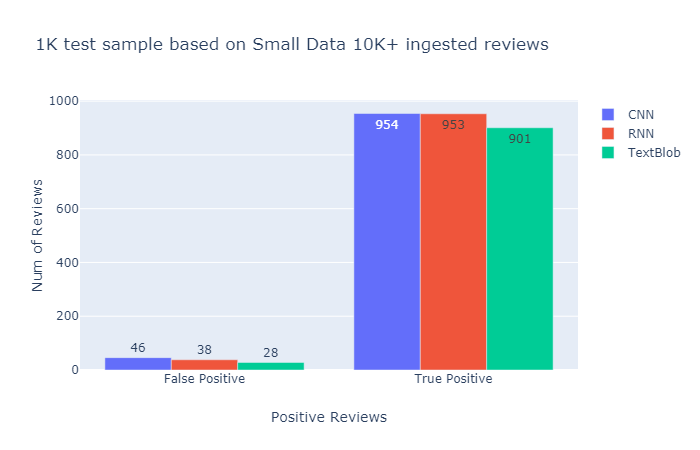 1K test sample based on Small Data 10K+ ingested reviews
CNN
RNN
TextBlob
Num of Reviews
1000
800
600
400
200
0
46
38
28
954
953
901
False Positive
True Positive
Positive Reviews